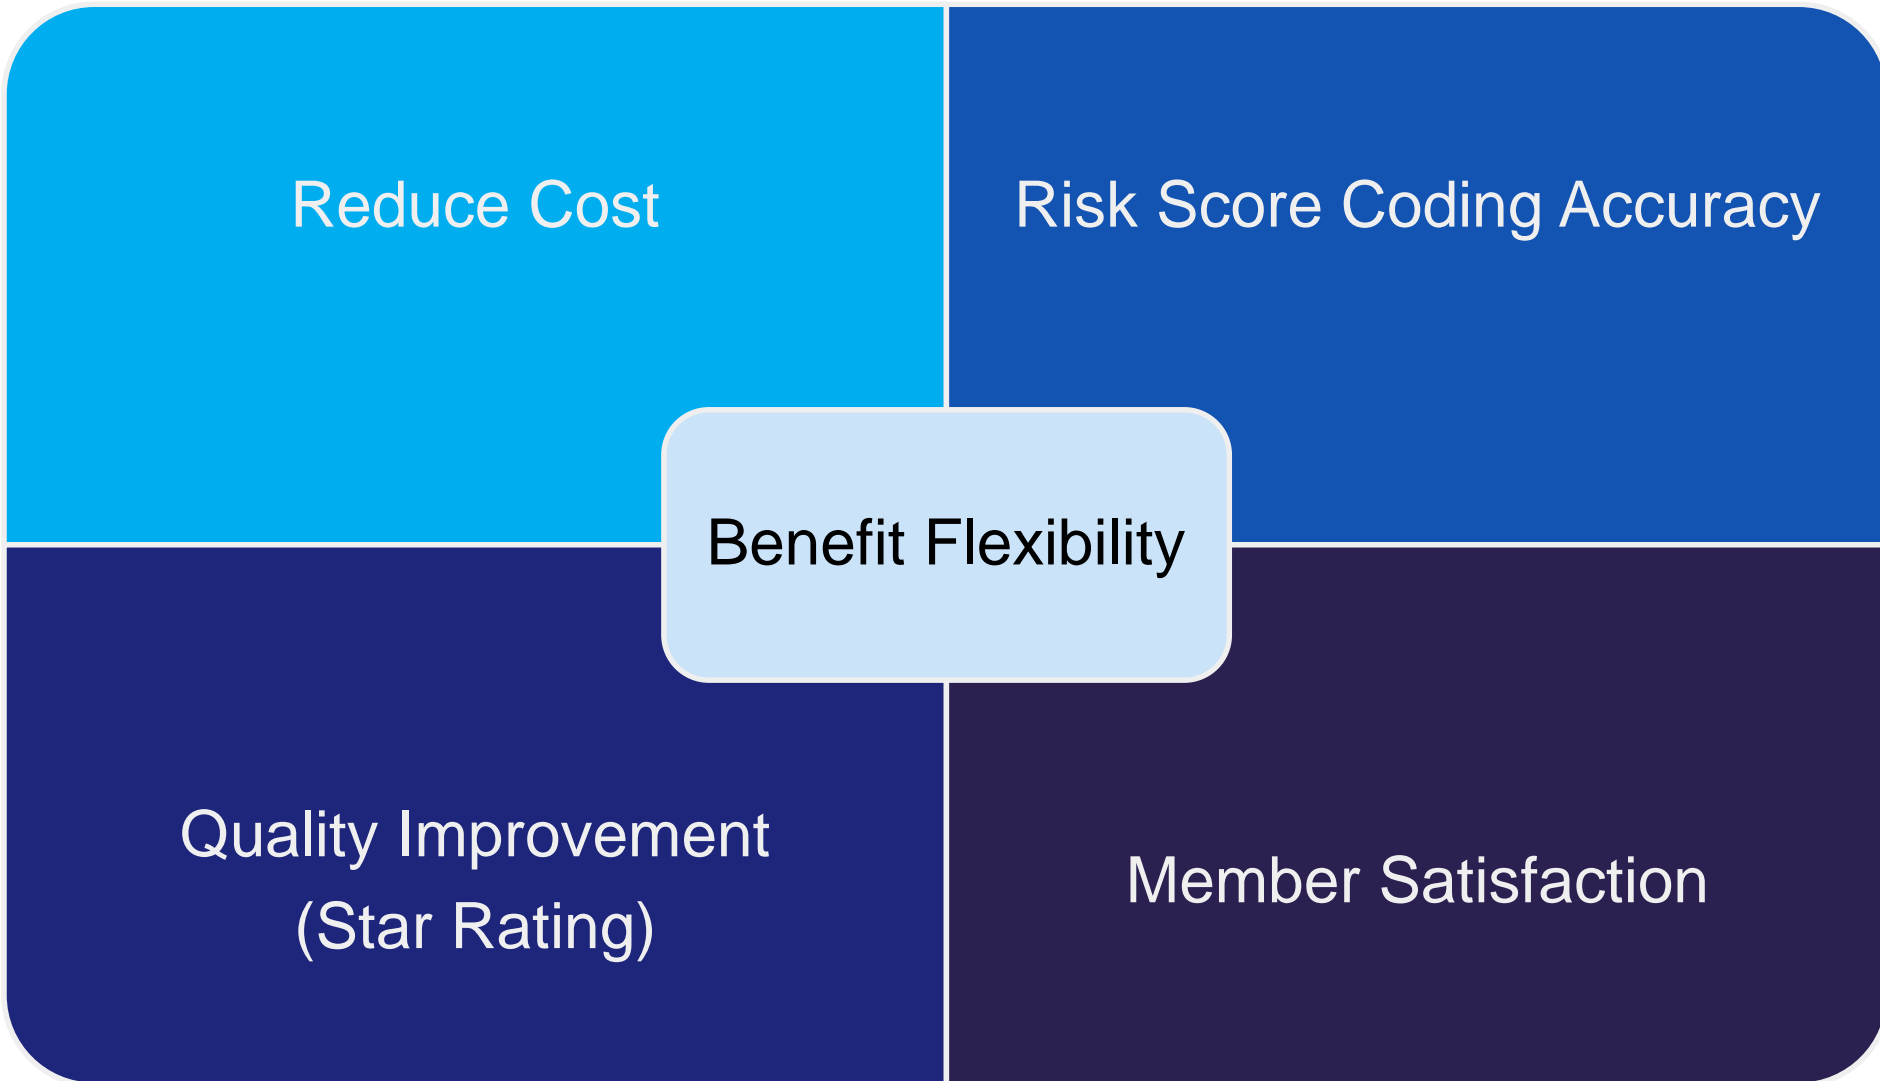 Reduce Cost
Risk Score Coding Accuracy
Benefit Flexibility
Quality Improvement
(Star Rating)
Member Satisfaction